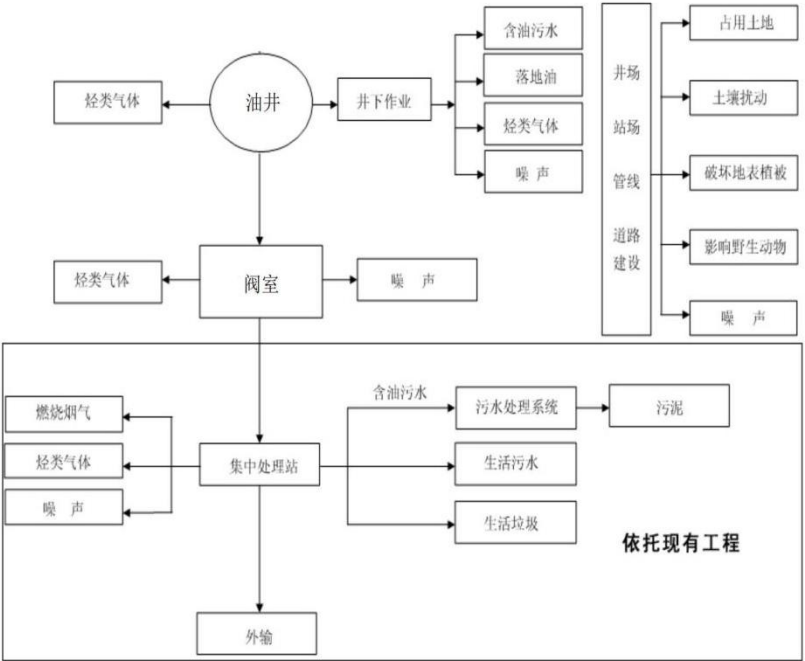 烃类气体
油井
井下作业
含油污水
落地油
烃类气体
噪 声
井场
站场
管线
道路
建设
占用土地
土壤扰动
破坏地表植被
影响野生动物
噪 声
烃类气体
阀室
噪 声
燃烧烟气
烃类气体
噪 声
集中处理站
含油污水
污水处理系统
污泥
生活污水
生活垃圾
依托现有工程
外输